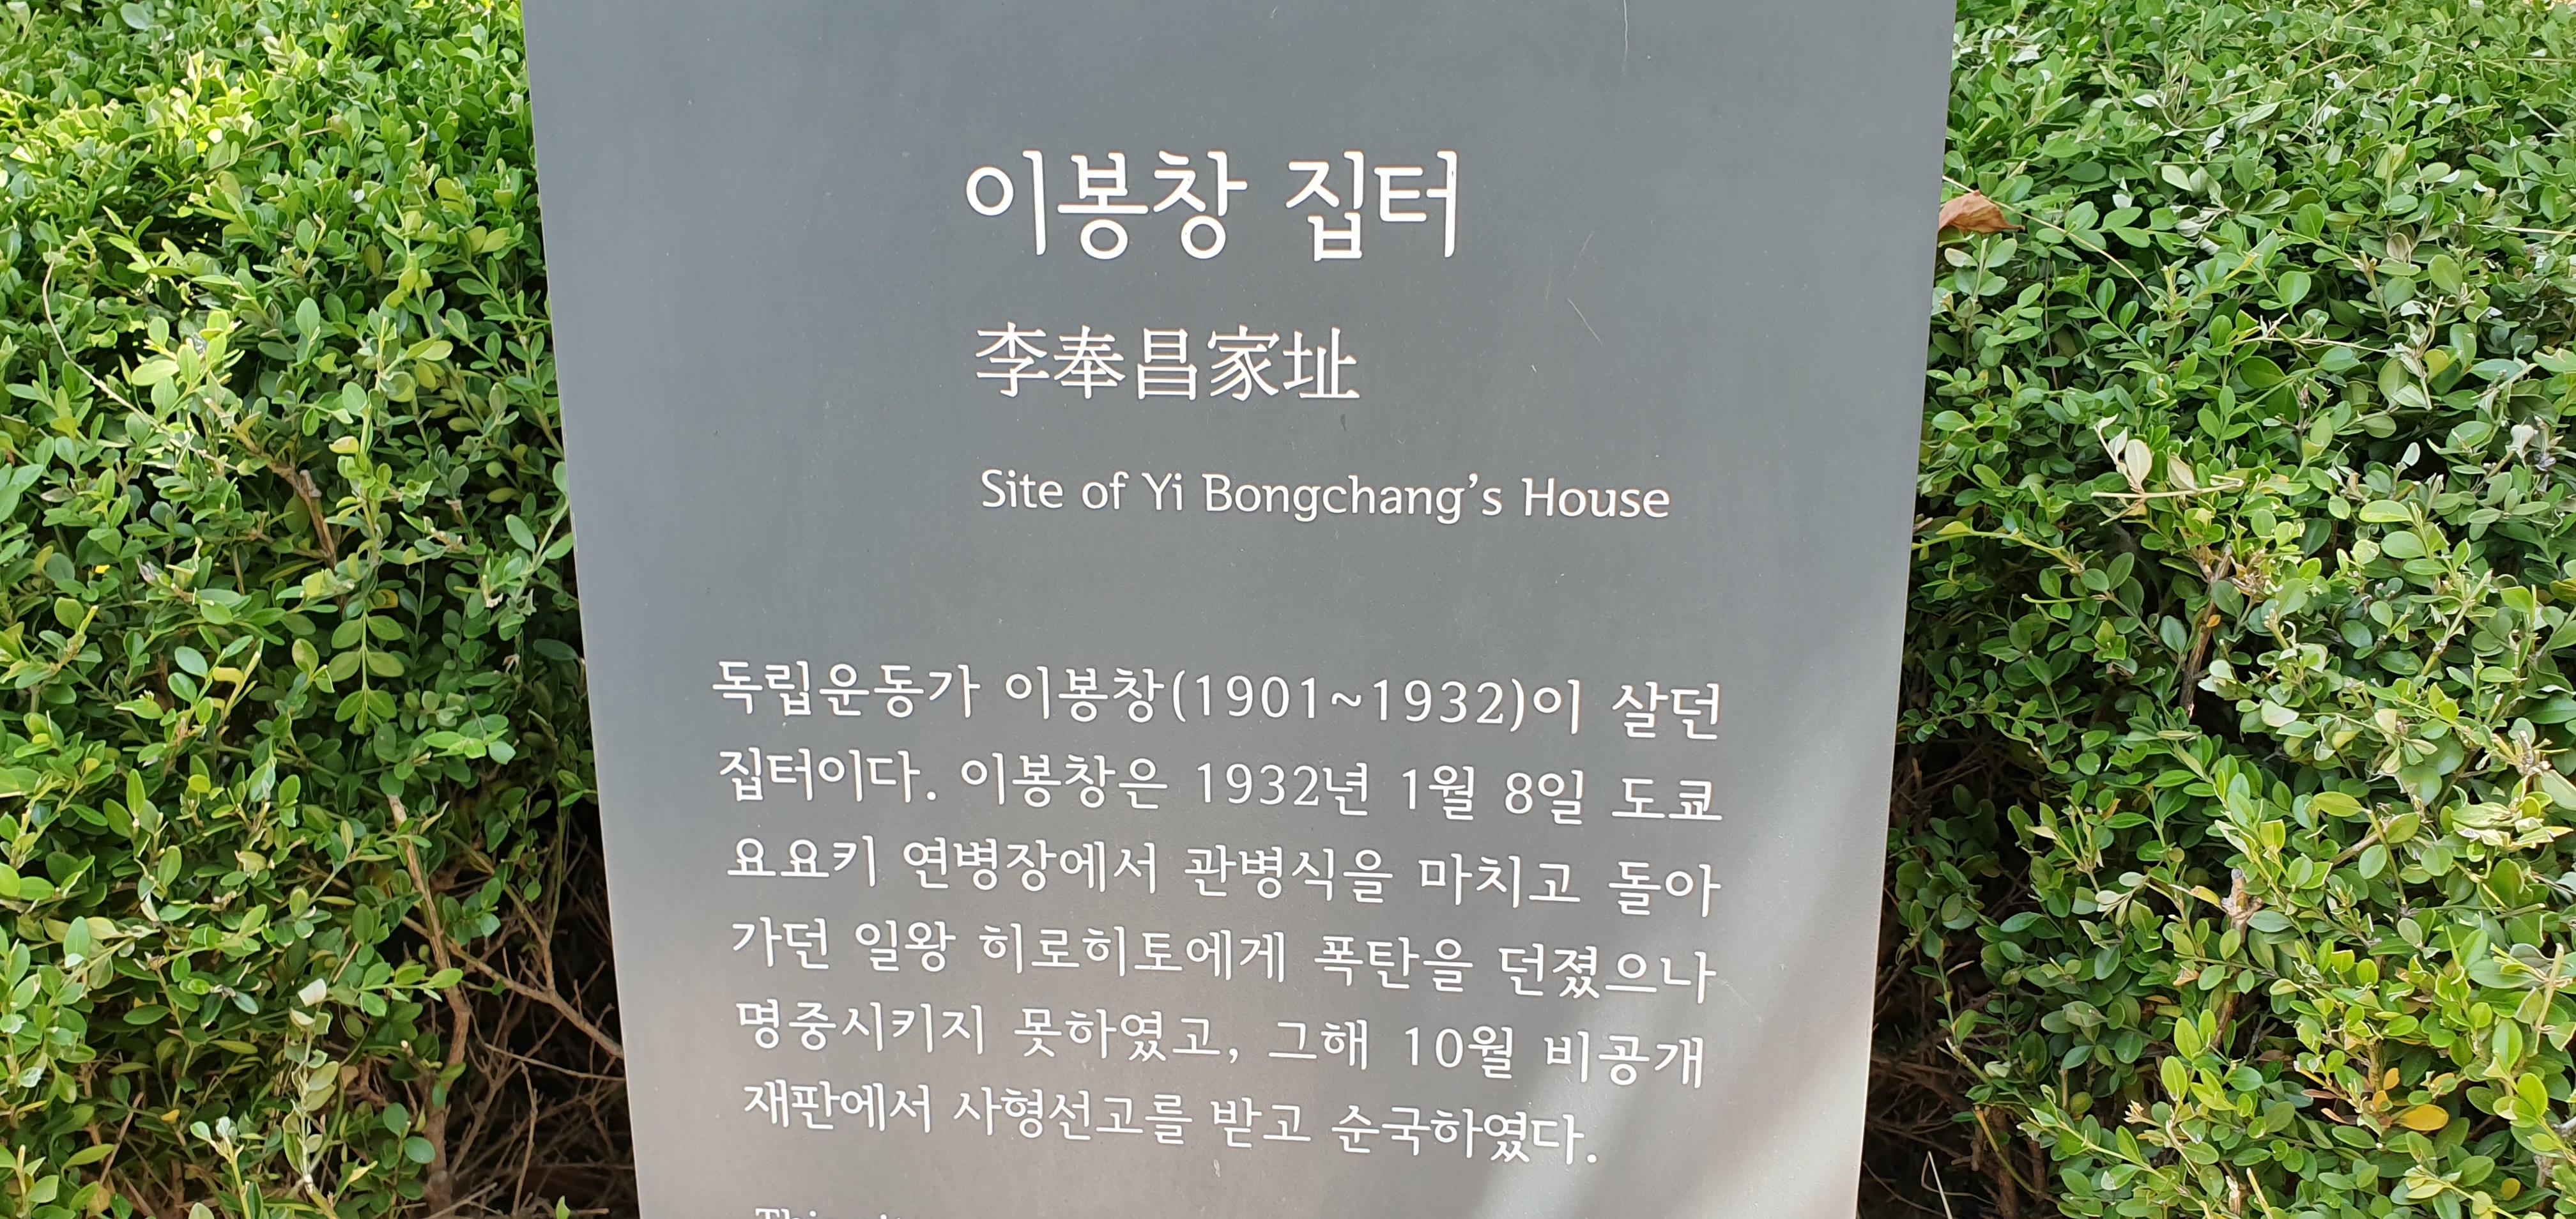 이봉창 집터
李奉昌家址
Site of Yi Bongchang's House
독립운동가 이봉창(1901~1932)이 살던
집터이다. 이봉창은 1932년 1월 8일 도쿄
요요키 연병장에서 관병식을 마치고 돌아
가던 일왕 히로히토에게 폭탄을 던졌으나
명중시키지 못하였고, 그해 10월 비공개
재판에서 사형선고를 받고 순국하였다.